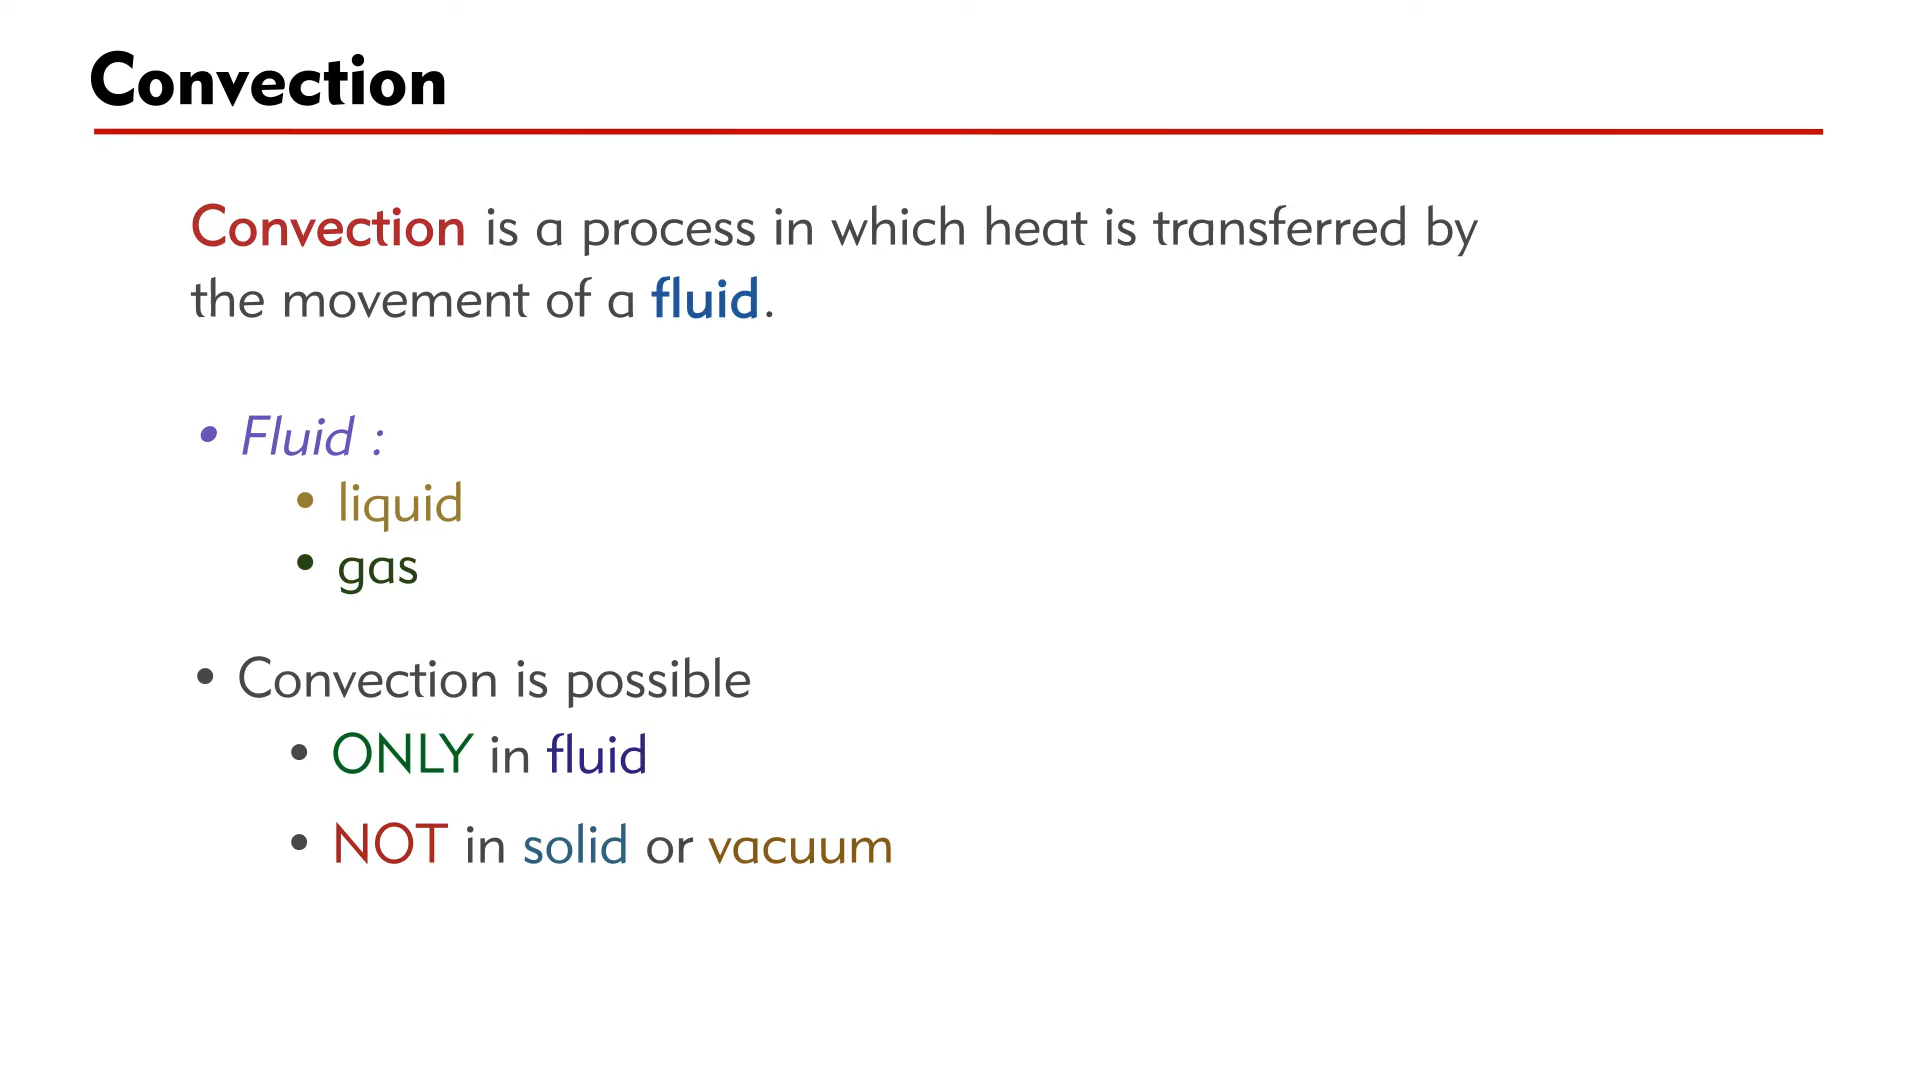 Convection
Convection is a process in which heat is transferred by
the movement of a fluid.
• Fluid :
• liquid
• gas
• Convection is possible
• ONLY in fluid
• NOT in solid or vacuum